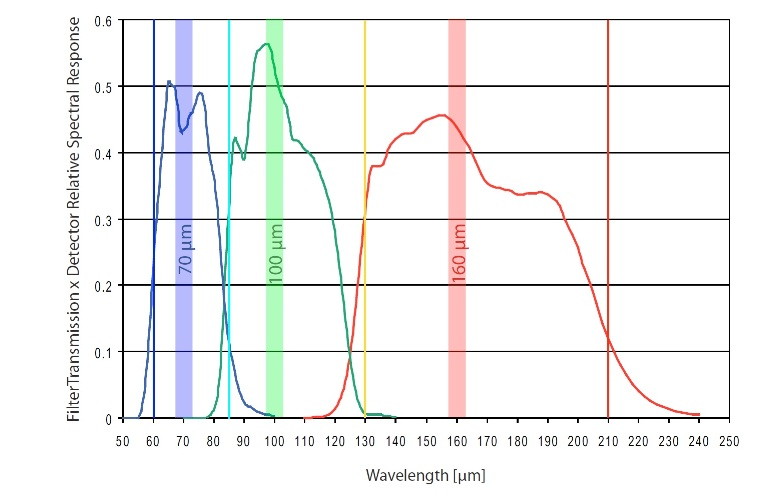 FilterTransmission x Detector Relative Spectral Response
0.6
0.5
0.4
0.3
0.2
0.1
0
70 µm
100 µm
160 µm
50 60 70 80 90 100 110 120 130 140 150 160 170 180 190 200 210 220 230 240 250
Wavelength [µm]